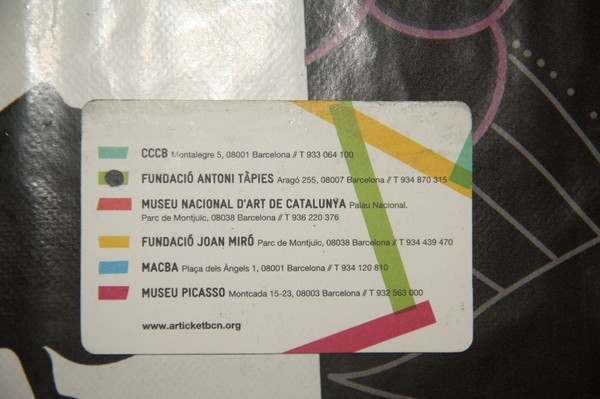 CCCB Montalegre 5, 08001 Barcelona // T 933 064 100
FUNDACIÓ ANTONI TÀPIES Aragó 255, 08007 Barcelona // T 934 870 315
MUSEU NACIONAL D'ART DE CATALUNYA Palau Nacional.
Parc de Montjuïc, 08038 Barcelona // T 936 220 376
FUNDACIÓ JOAN MIRÓ Parc de Montjuïc, 08038 Barcelona // T 934 439 470
MACBA Plaça dels Àngels 1, 08001 Barcelona // T 934 120 810
MUSEU PICASSO Montcada 15-23, 08003 Barcelona // T 932 563 000
www.articketbcn.org